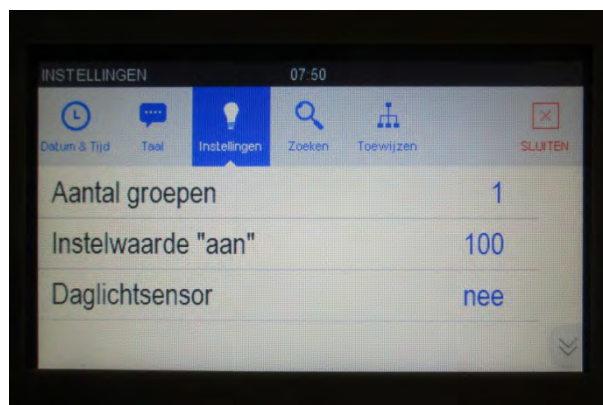 INSTELLINGEN 07:50
Datum & Tijd Taal Instellingen Zoeken Toewijzen SLUITEN
Aantal groepen 1
Instelwaarde "aan" 100
Daglichtsensor nee